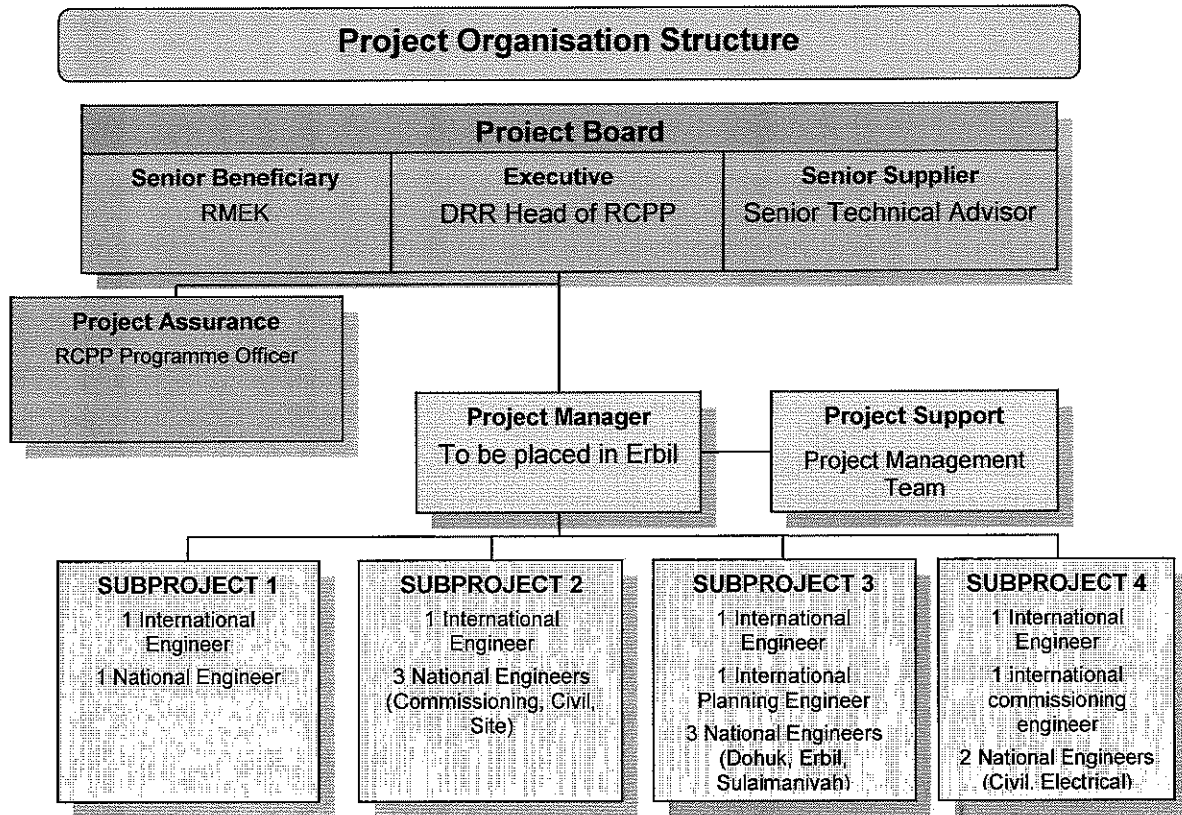 Project Organisation Structure
Project Board
Senior Beneficiary
RMEK
Executive
DRR Head of RCPP
Senior Supplier
Senior Technical Advisor
Project Assurance
RCPP Programme Officer
Project Manager
To be placed in Erbil
Project Support
Project Management
Team
SUBPROJECT 1
1 International
Engineer
1 National Engineer
SUBPROJECT 2
1 International
Engineer
3 National Engineers
(Commissioning, Civil,
Site)
SUBPROJECT 3
1 International
Engineer
1 International
Planning Engineer
3 National Engineers
(Dohuk, Erbil,
Sulaimaniyah)
SUBPROJECT 4
1 International
Engineer
1 international
commissioning
engineer
2 National Engineers
(Civil, Electrical)